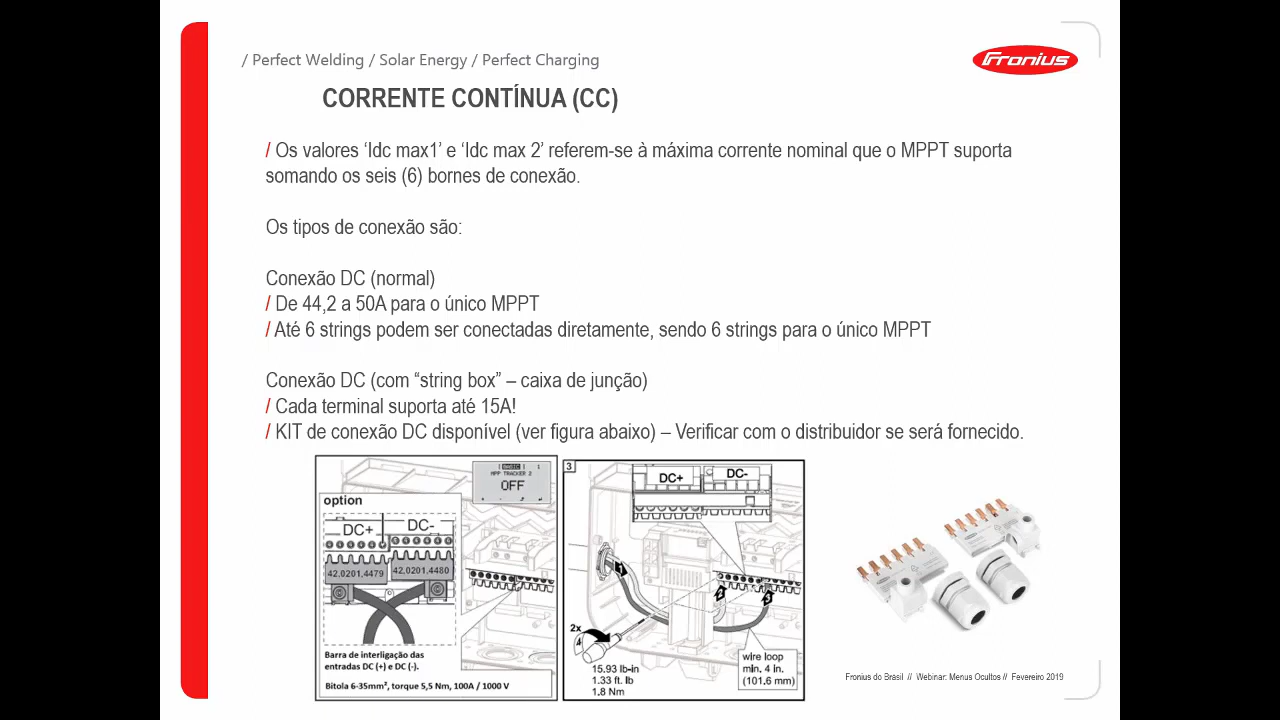 / Perfect Welding / Solar Energy / Perfect Charging
Fronius
CORRENTE CONTÍNUA (CC)
/ Os valores ‘Idc max1’ e ‘Idc max 2’ referem-se à máxima corrente nominal que o MPPT suporta
somando os seis (6) bornes de conexão.
Os tipos de conexão são:
Conexão DC (normal)
/ De 44,2 a 50A para o único MPPT
/ Até 6 strings podem ser conectadas diretamente, sendo 6 strings para o único MPPT
Conexão DC (com “string box” – caixa de junção)
/ Cada terminal suporta até 15A!
/ KIT de conexão DC disponível (ver figura abaixo) – Verificar com o distribuidor se será fornecido.
BASIC 1
MPP TRACKER 2
OFF
option
DC+ DC-
42,0201,4479 42,0201,4480
Barra de interligação das
entradas DC (+) e DC (-).
Bitola 6-35mm², torque 5,5 Nm, 100A / 1000 V
3
DC+ DC-
1
2
3
2x
4
15.93 lb-in
1.33 ft. lb
1.8 Nm
wire loop
min. 4 in.
(101,6 mm)
Fronius do Brasil // Webinar: Menus Ocultos // Fevereiro 2019